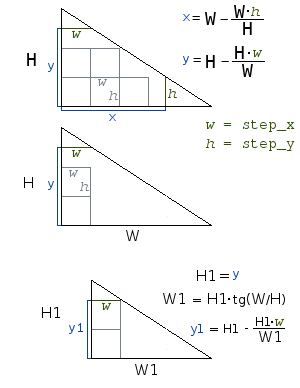 x = W - W·h / H
y = H - H·w / W
w = step_x
h = step_y
H
y
w
w
h
h
x
H
y
w
w
h
W
H1 = y
W1 = H1·tg(W/H)
y1 = H1 - H1·w / W1
H1
y1
w
W1